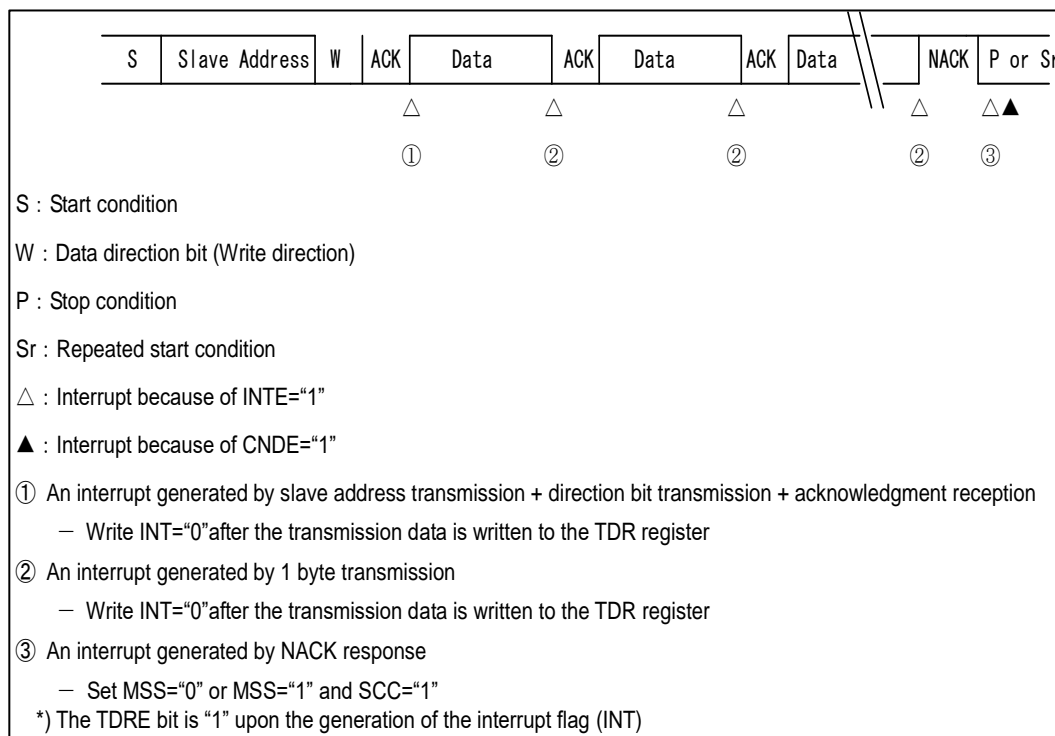 S Slave Address W ACK Data ACK Data ACK Data NACK P or Sr
△ △ △ △ △▲
① ② ② ② ③
S : Start condition
W : Data direction bit (Write direction)
P : Stop condition
Sr : Repeated start condition
△ : Interrupt because of INTE=“1”
▲ : Interrupt because of CNDE=“1”
① An interrupt generated by slave address transmission + direction bit transmission + acknowledgment reception
－ Write INT=“0”after the transmission data is written to the TDR register
② An interrupt generated by 1 byte transmission
－ Write INT=“0”after the transmission data is written to the TDR register
③ An interrupt generated by NACK response
－ Set MSS=“0” or MSS=“1” and SCC=“1”
*) The TDRE bit is “1” upon the generation of the interrupt flag (INT)